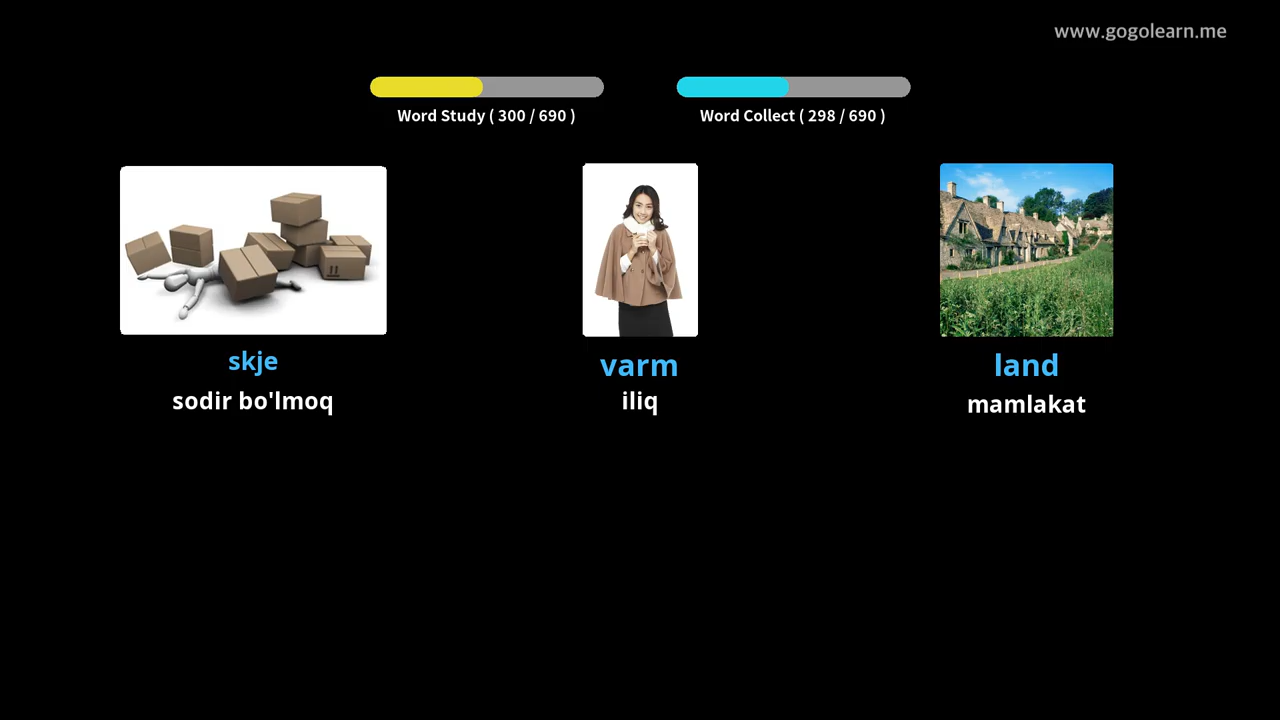 www.gogolearn.me
Word Study ( 300 / 690 )
Word Collect ( 298 / 690 )
skje
sodir bo'lmoq
varm
iliq
land
mamlakat